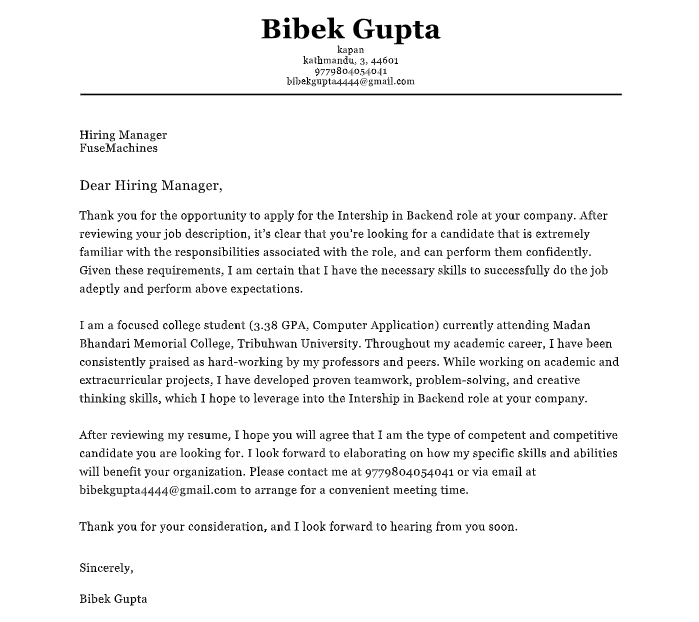 Bibek Gupta
kapan
kathmandu, 3, 44601
9779804054041
bibekgupta4444@gmail.com
Hiring Manager
FuseMachines
Dear Hiring Manager,
Thank you for the opportunity to apply for the Intership in Backend role at your company. After
reviewing your job description, it's clear that you're looking for a candidate that is extremely
familiar with the responsibilities associated with the role, and can perform them confidently.
Given these requirements, I am certain that I have the necessary skills to successfully do the job
adeptly and perform above expectations.
I am a focused college student (3.38 GPA, Computer Application) currently attending Madan
Bhandari Memorial College, Tribuhwan University. Throughout my academic career, I have been
consistently praised as hard-working by my professors and peers. While working on academic and
extracurricular projects, I have developed proven teamwork, problem-solving, and creative
thinking skills, which I hope to leverage into the Intership in Backend role at your company.
After reviewing my resume, I hope you will agree that I am the type of competent and competitive
candidate you are looking for. I look forward to elaborating on how my specific skills and abilities
will benefit your organization. Please contact me at 9779804054041 or via email at
bibekgupta4444@gmail.com to arrange for a convenient meeting time.
Thank you for your consideration, and I look forward to hearing from you soon.
Sincerely,
Bibek Gupta